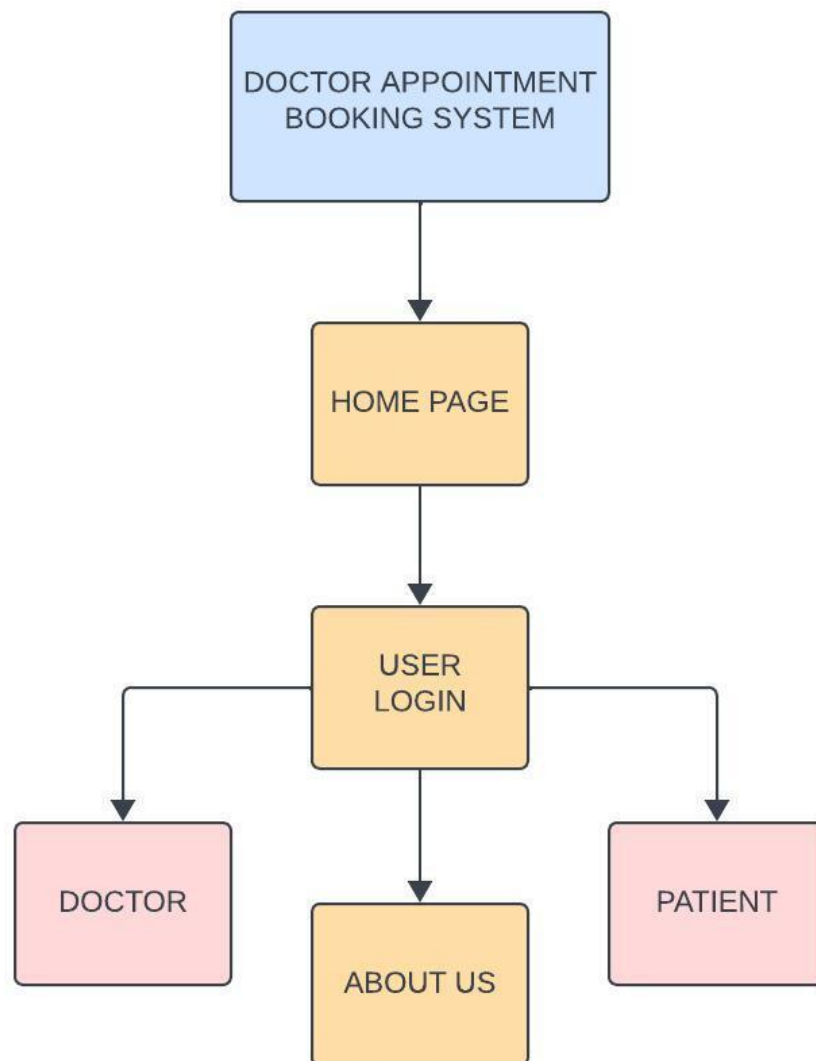 DOCTOR APPOINTMENT
BOOKING SYSTEM
HOME PAGE
USER
LOGIN
DOCTOR
PATIENT
ABOUT US